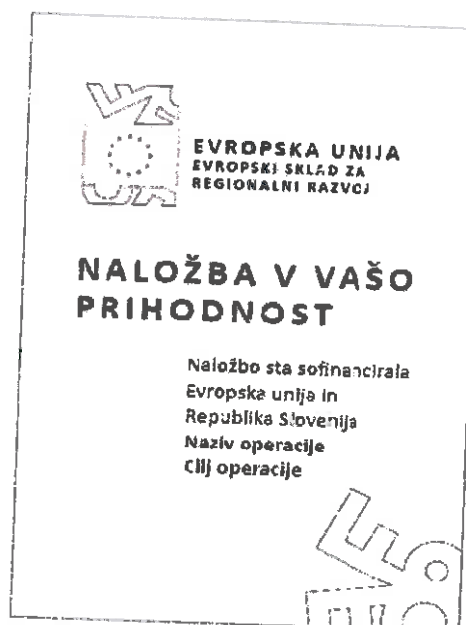 EVROPSKA UNIJA
EVROPSKI SKLAD ZA
REGIONALNI RAZVOJ
NALOŽBA V VAŠO
PRIHODNOST
Naložbo sta sofinancirala
Evropska unija in
Republika Slovenija
Naziv operacije
Cilj operacije